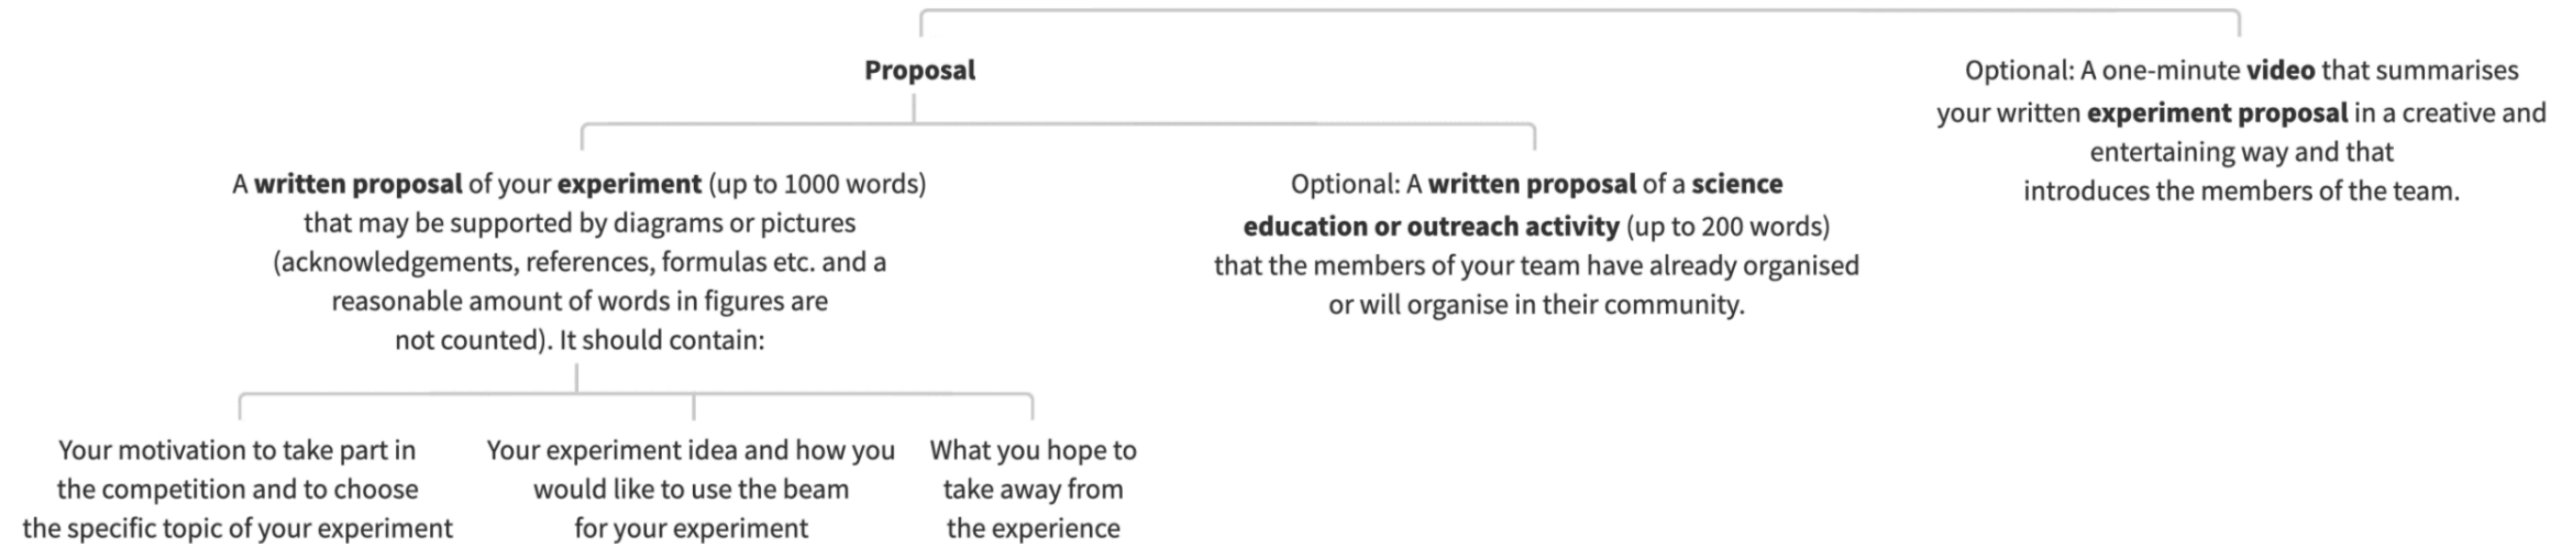 Proposal
A written proposal of your experiment (up to 1000 words)
that may be supported by diagrams or pictures
(acknowledgements, references, formulas etc. and a
reasonable amount of words in figures are
not counted). It should contain:
Your motivation to take part in
the competition and to choose
the specific topic of your experiment
Your experiment idea and how you
would like to use the beam
for your experiment
What you hope to
take away from
the experience
Optional: A written proposal of a science
education or outreach activity (up to 200 words)
that the members of your team have already organised
or will organise in their community.
Optional: A one-minute video that summarises
your written experiment proposal in a creative and
entertaining way and that
introduces the members of the team.